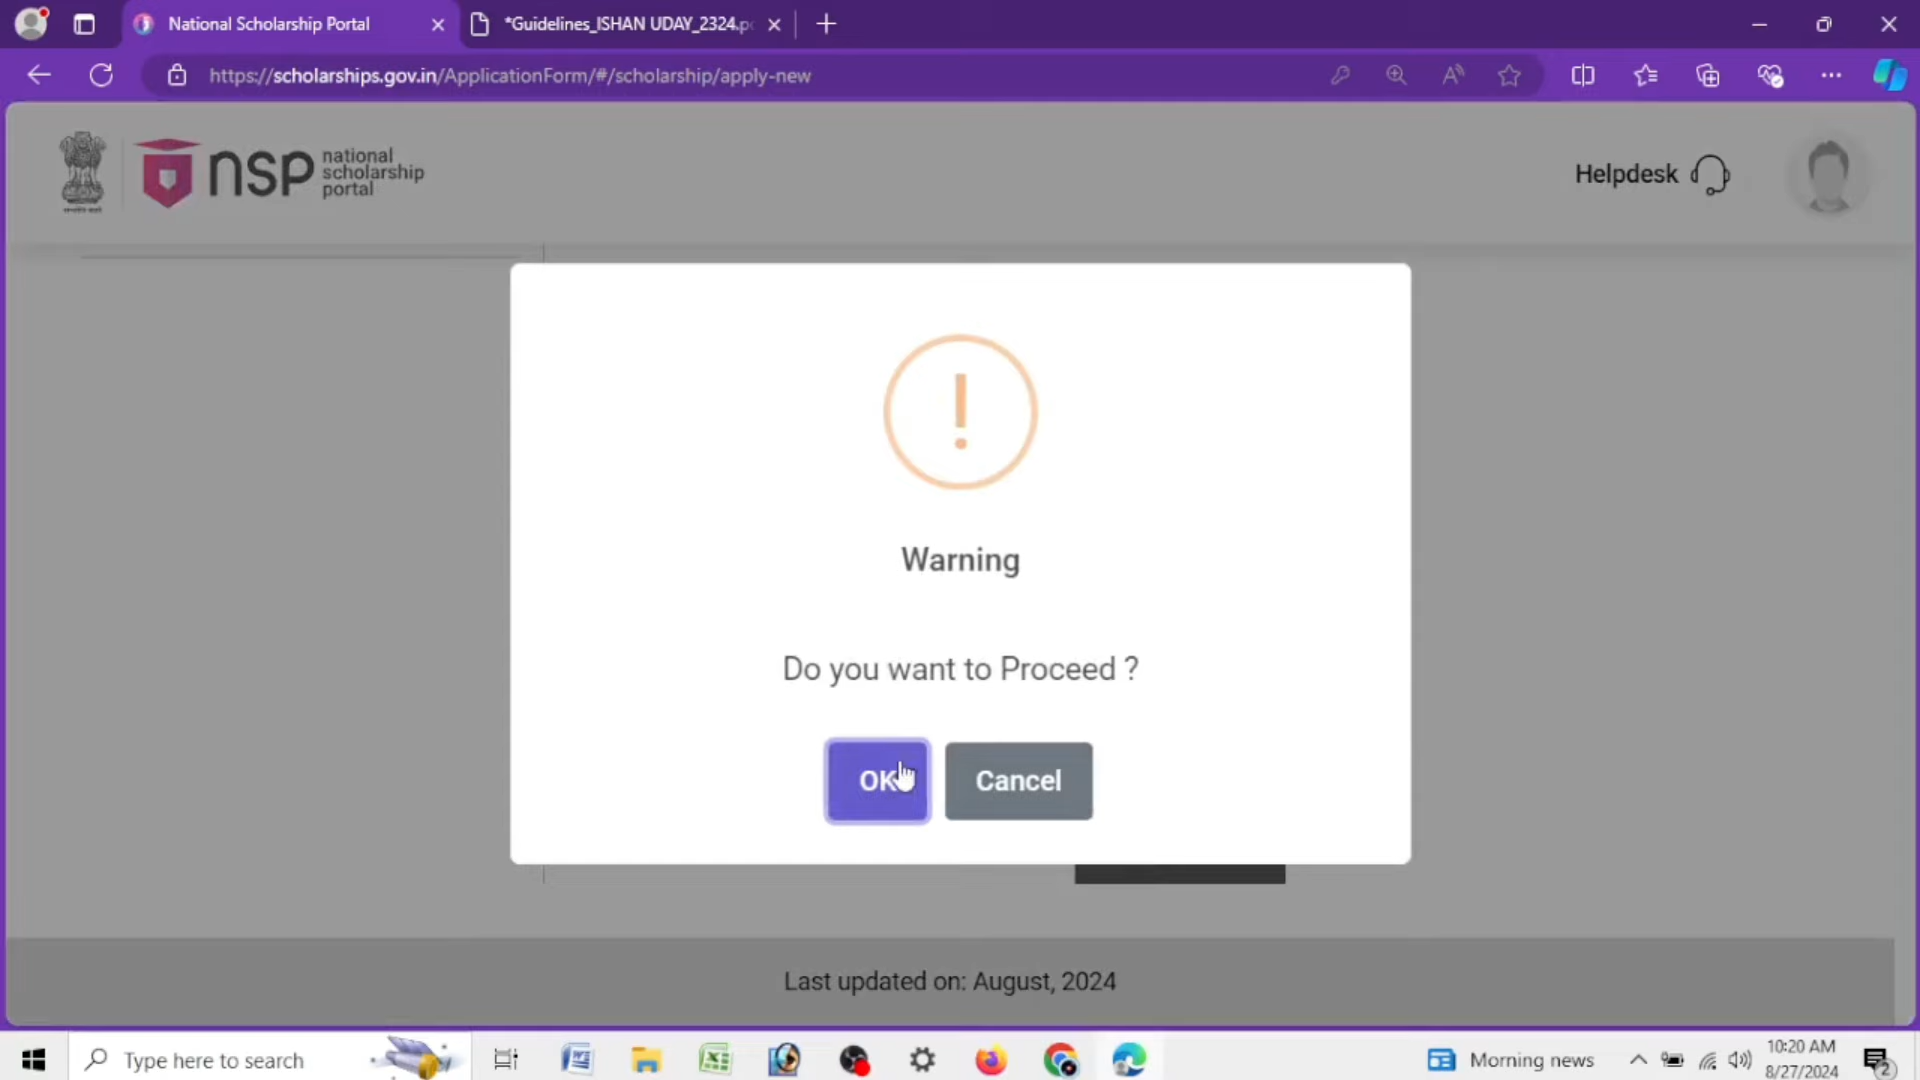 National Scholarship Portal
*Guidelines_ISHAN UDAY_2324.p
https://scholarships.gov.in/ApplicationForm/#/scholarship/apply-new
nsp national scholarship portal
Helpdesk
!
Warning
Do you want to Proceed ?
OK
Cancel
Last updated on: August, 2024
Type here to search
Morning news
10:20 AM
8/27/2024
2